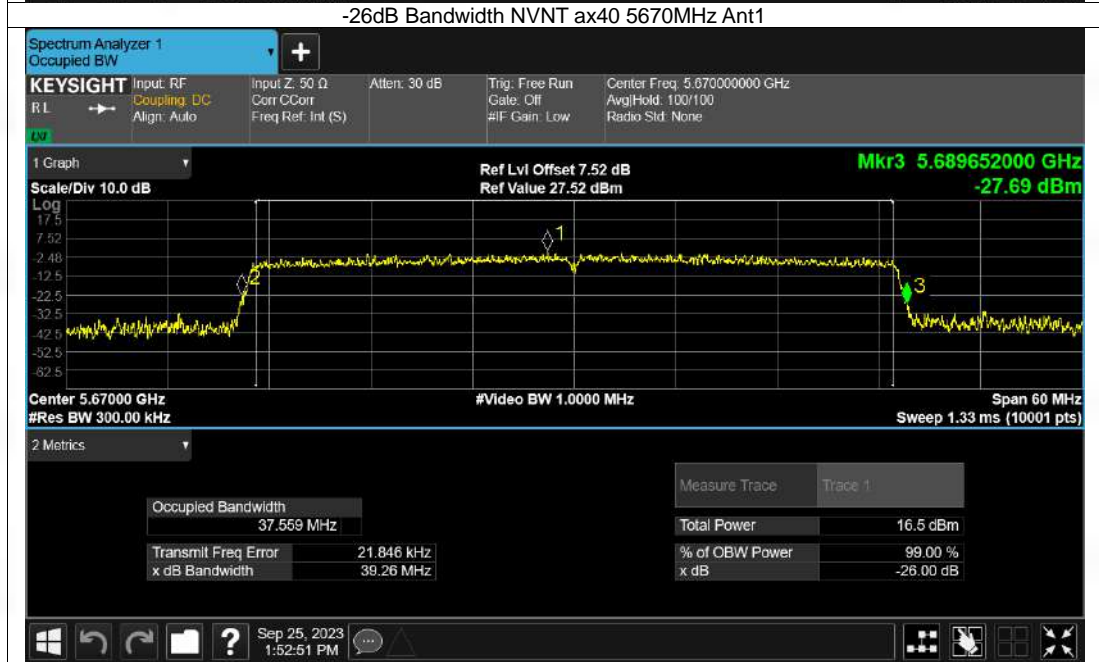 -26dB Bandwidth NVNT ax40 5670MHz Ant1
Spectrum Analyzer 1
Occupied BW
+
KEYSIGHT
RL
LXI
Input: RF
Coupling: DC
Align: Auto
Input Z: 50 Ω
Corr CCorr
Freq Ref: Int (S)
Atten: 30 dB
Trig: Free Run
Gate: Off
#IF Gain: Low
Center Freq: 5.670000000 GHz
Avg|Hold: 100/100
Radio Std: None
1 Graph
Scale/Div 10.0 dB
Ref Lvl Offset 7.52 dB
Ref Value 27.52 dBm
Mkr3 5.689652000 GHz
-27.69 dBm
Log
17.5
7.52
-2.48
-12.5
-22.5
-32.5
-42.5
-52.5
-62.5
1
2
3
Center 5.67000 GHz
#Res BW 300.00 kHz
#Video BW 1.0000 MHz
Span 60 MHz
Sweep 1.33 ms (10001 pts)
2 Metrics
Occupied Bandwidth
37.559 MHz
Transmit Freq Error 21.846 kHz
x dB Bandwidth 39.26 MHz
Measure Trace Trace 1
Total Power 16.5 dBm
% of OBW Power 99.00 %
x dB -26.00 dB
?
Sep 25, 2023
1:52:51 PM